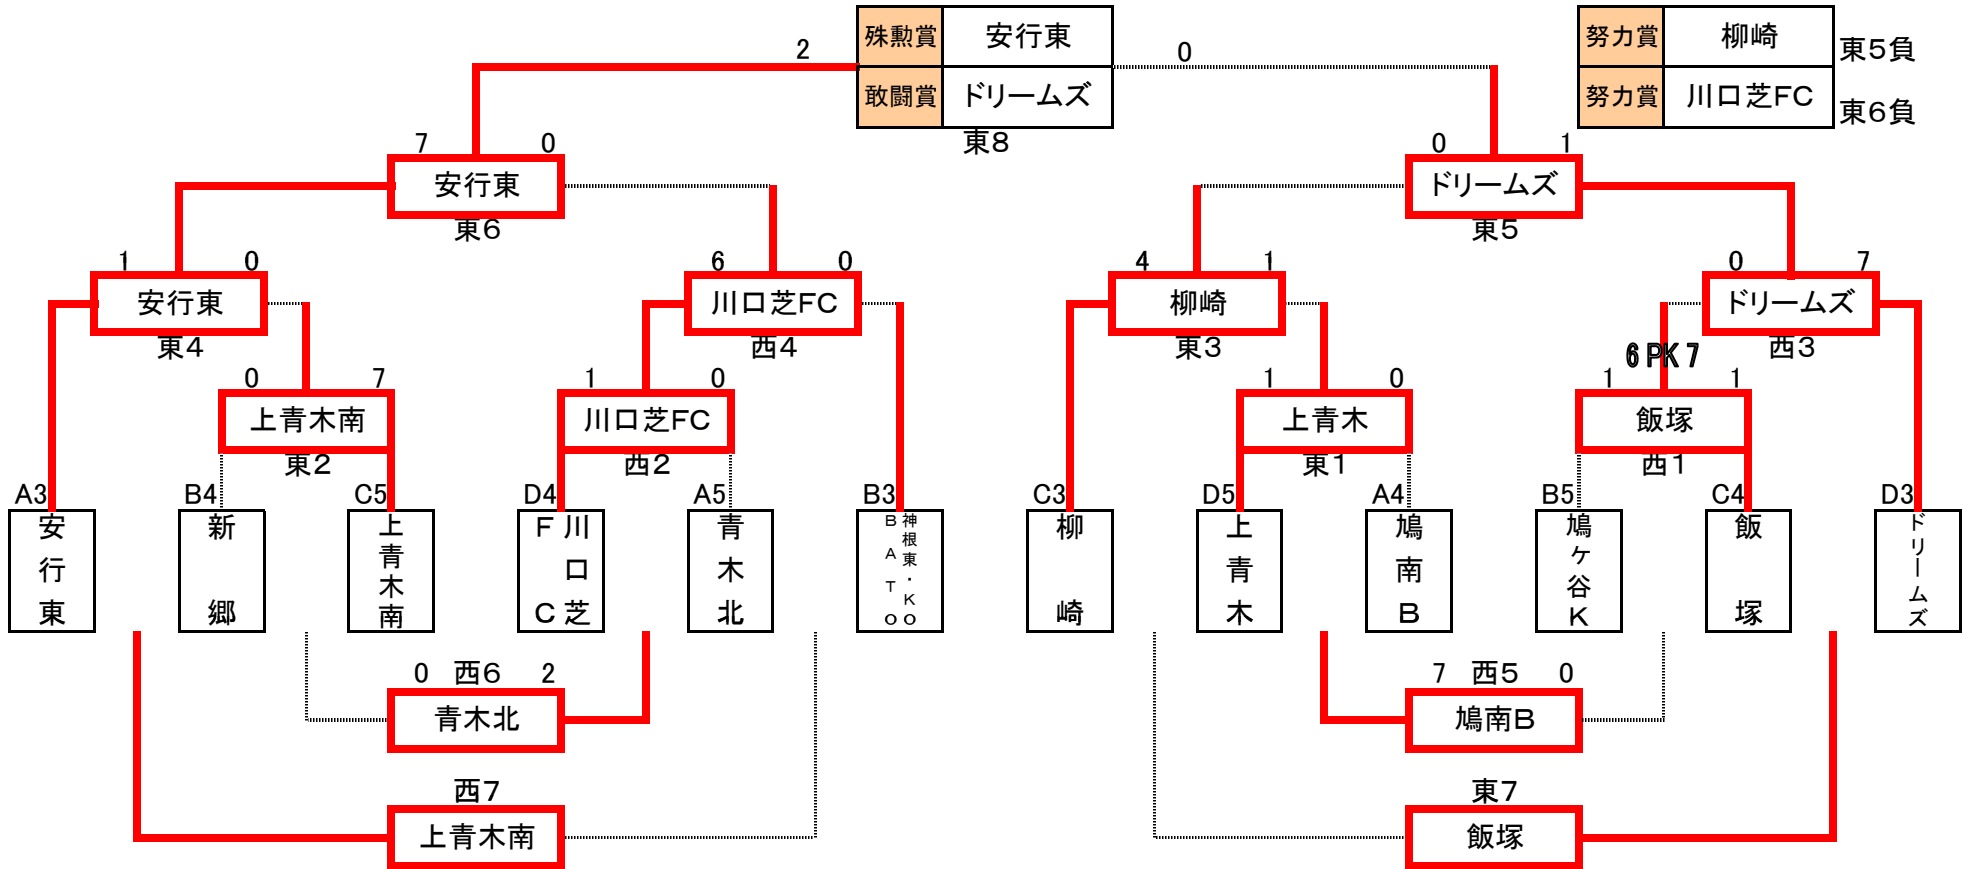 2
殊勲賞 安行東
0
努力賞 柳崎
東5負
敢闘賞 ドリームズ
努力賞 川口芝FC
東6負
東8
7 0
0 1
安行東
ドリームズ
東6
東5
1 0
6 0
4 1
0 7
安行東
川口芝FC
柳崎
ドリームズ
東4
西4
東3
西3
6 PK 7
0 7
1 0
1 0
1 1
上青木南
川口芝FC
上青木
飯塚
東2
西2
東1
西1
A3 B4 C5 D4 A5 B3 C3 D5 A4 B5 C4 D3
安行東
新郷
上青木南
川口芝
FC
青木北
神根東・KO
BATO
柳崎
上青木
鳩南B
鳩ヶ谷K
飯塚
ドリームズ
0 西6 2
7 西5 0
青木北
鳩南B
西7
東7
上青木南
飯塚